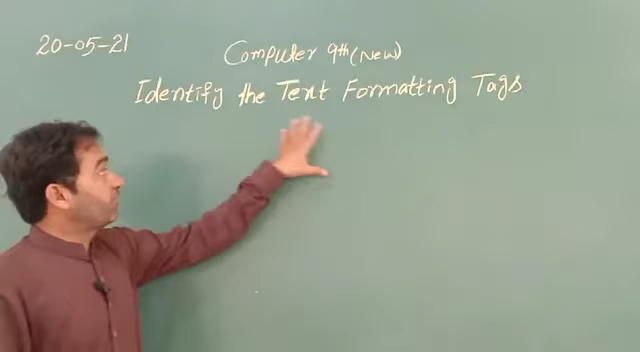 20-05-21
Computer 9th (New)
Identify the Text Formatting Tags